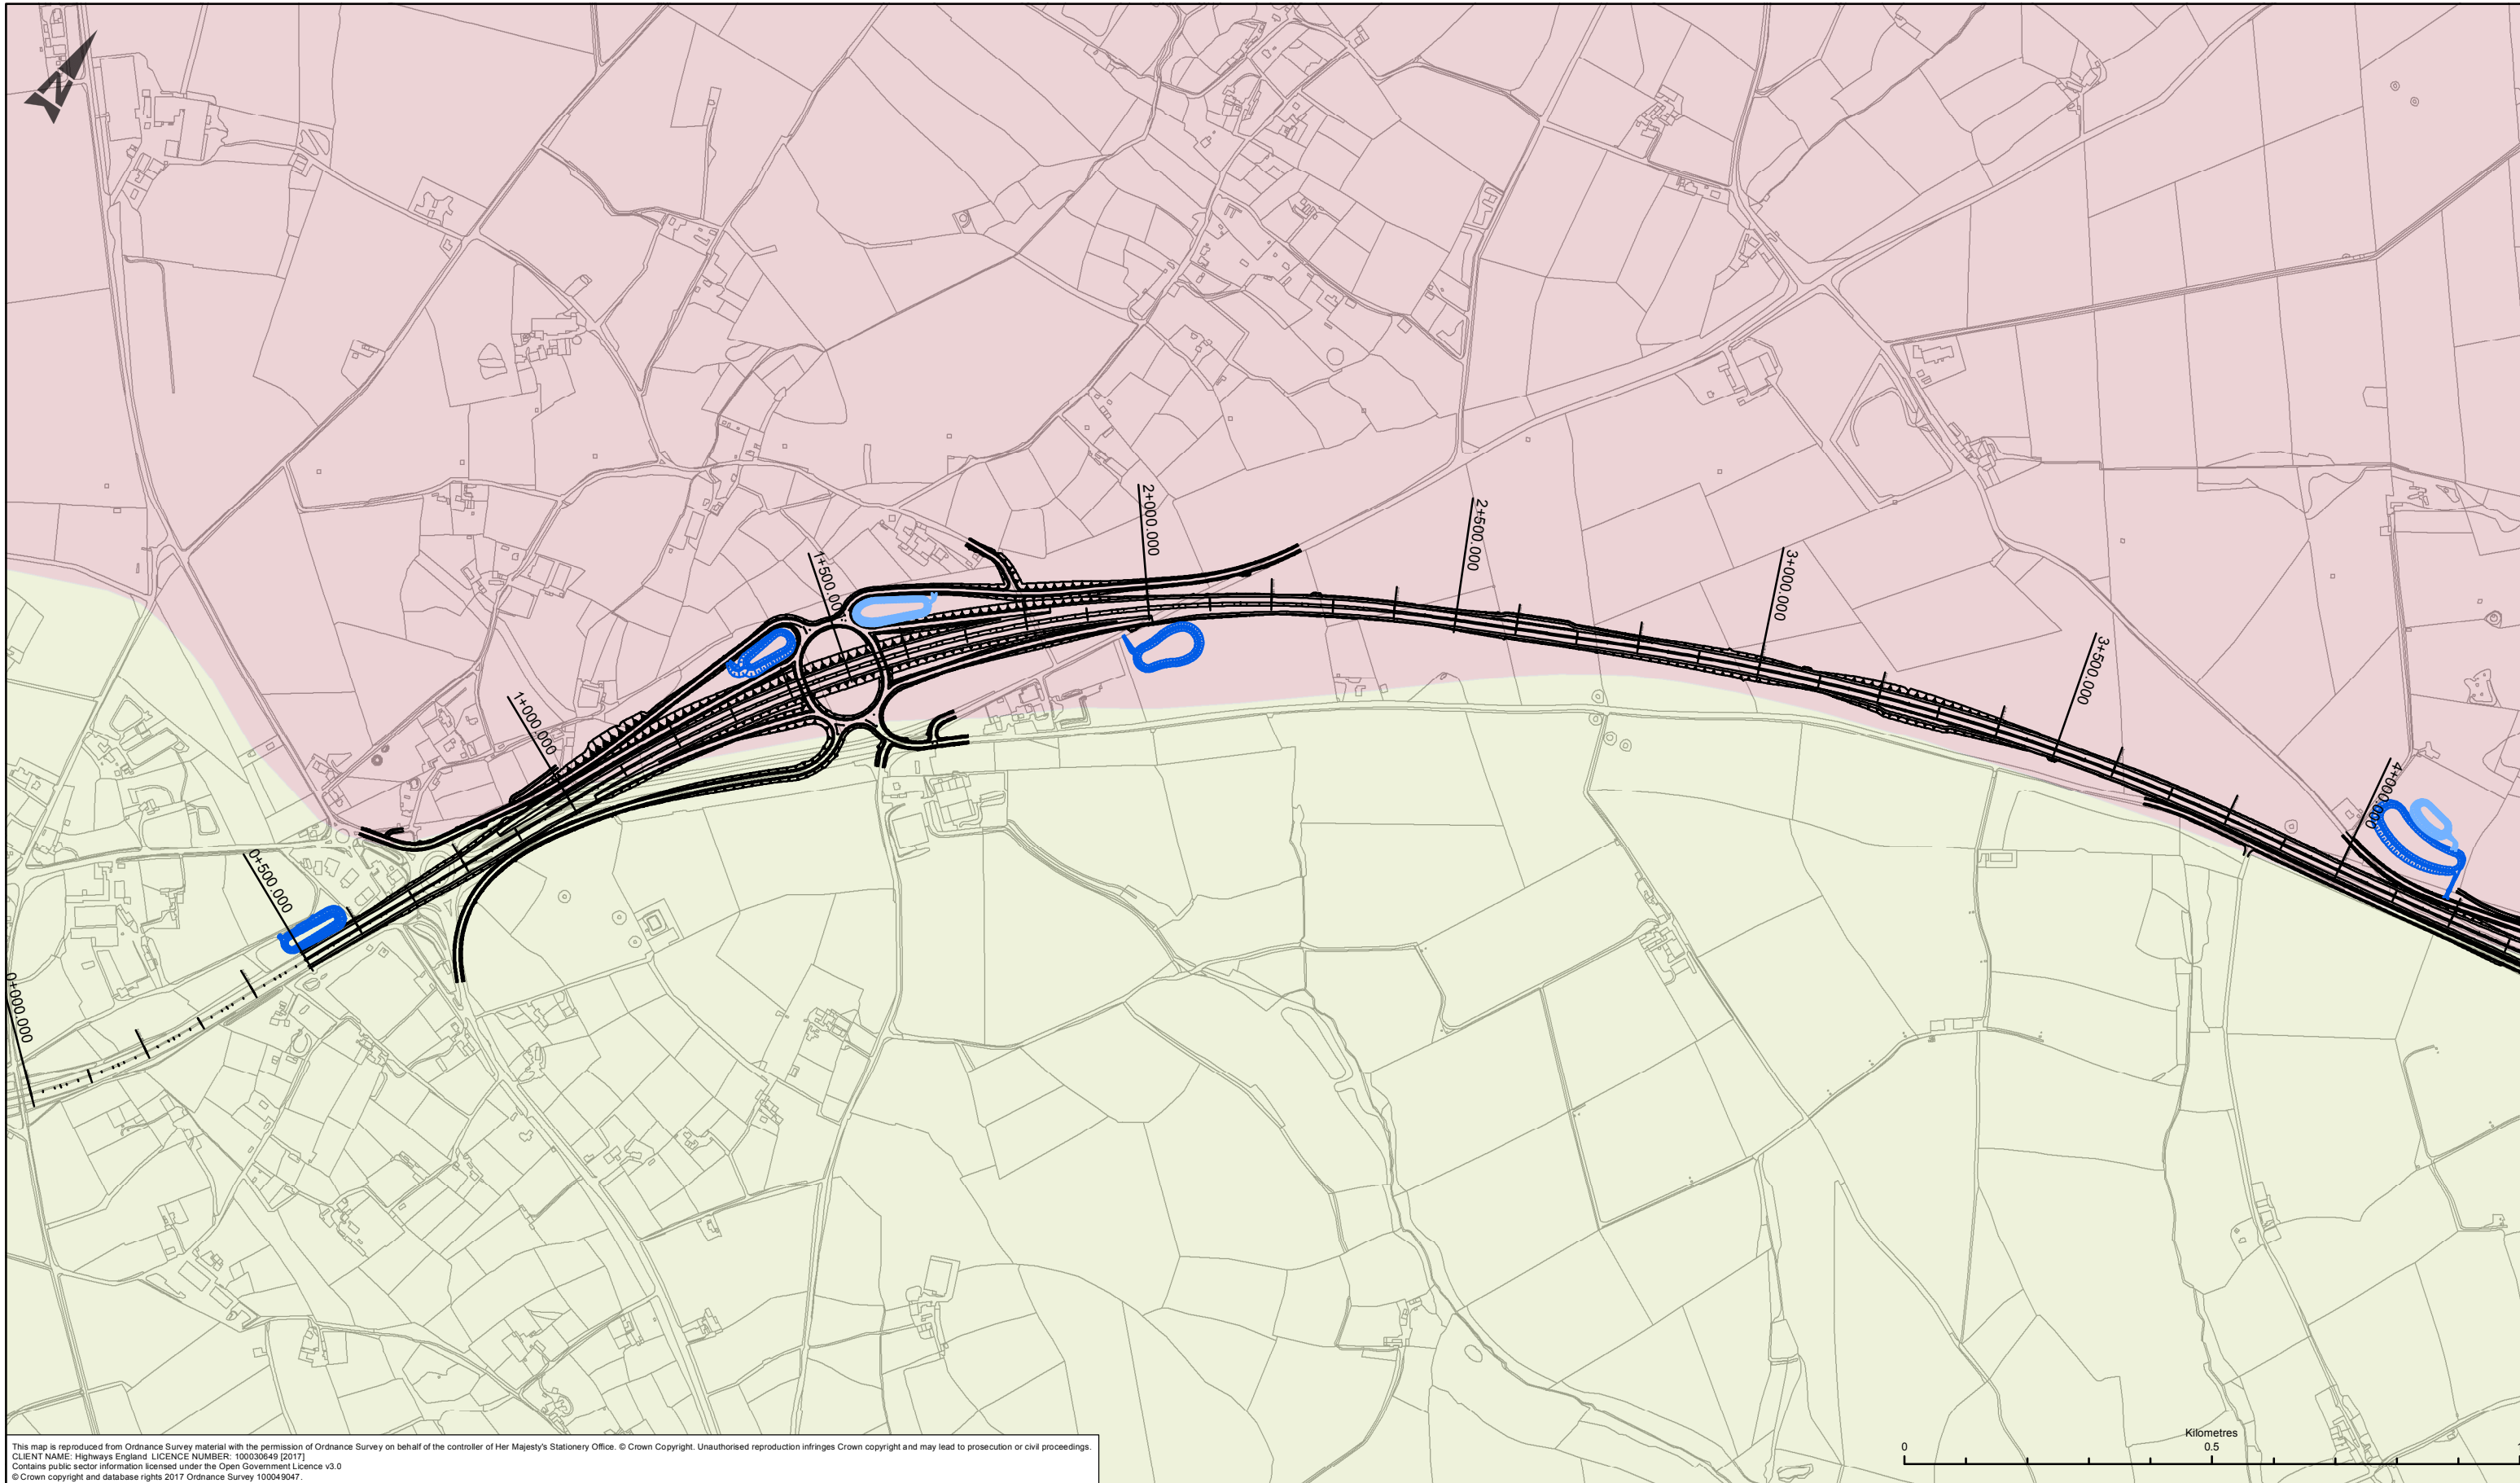 N
2+000.000
2+500.000
1+500.00
3+000.000
3+500.000
1+000.000
4+000.000
0+500.000
0+000.000
Kilometres
0 0.5 1
This map is reproduced from Ordnance Survey material with the permission of Ordnance Survey on behalf of the controller of Her Majesty's Stationery Office. © Crown Copyright. Unauthorised reproduction infringes Crown copyright and may lead to prosecution or civil proceedings.
CLIENT NAME: Highways England LICENCE NUMBER: 100030649 [2017]
Contains public sector information licensed under the Open Government Licence v3.0
© Crown copyright and database rights 2017 Ordnance Survey 100049047.